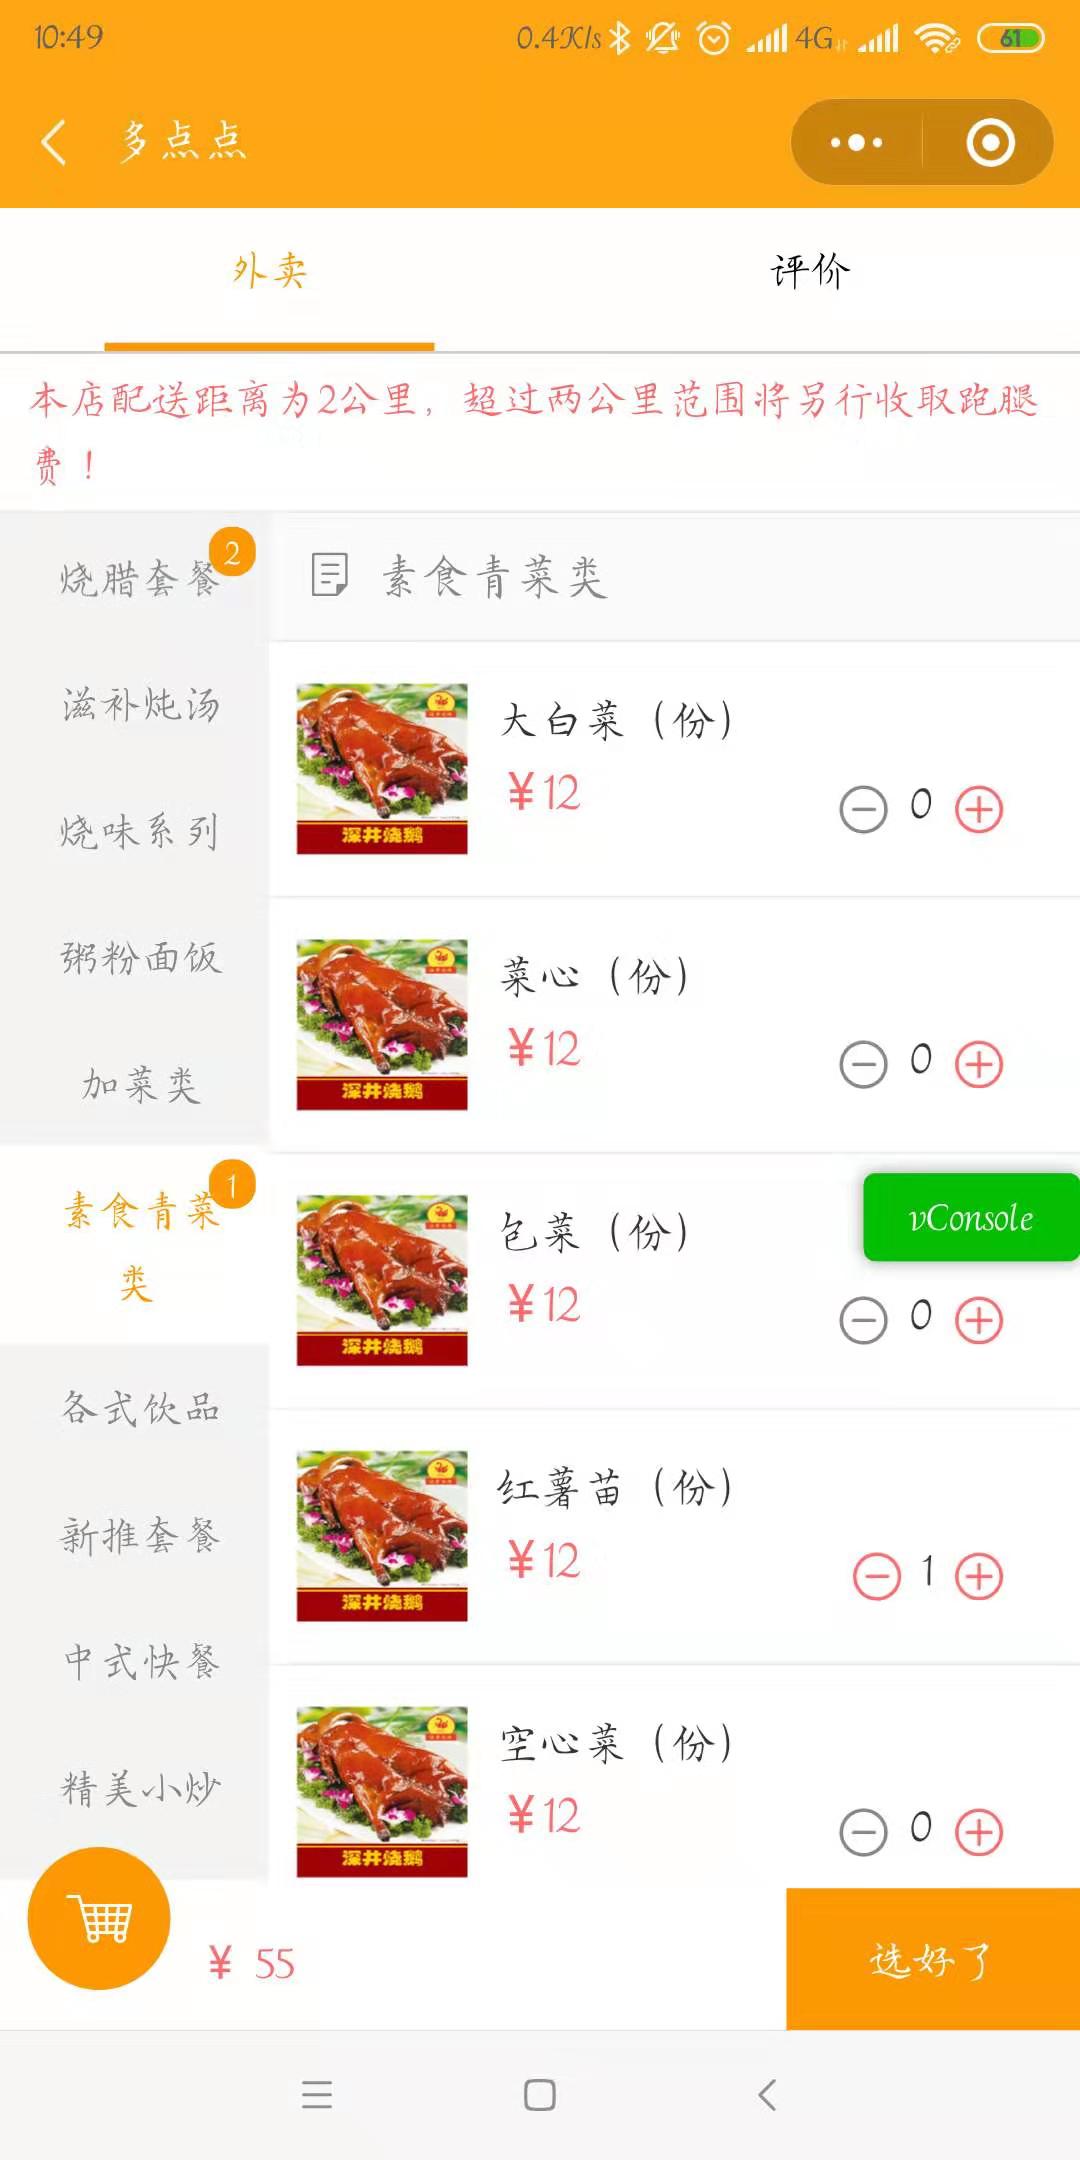 10:49
0.4K/s
4G
61
多点点
外卖
评价
本店配送距离为2公里，超过两公里范围将另行收取跑腿
费！
烧腊套餐
2
滋补炖汤
烧味系列
粥粉面饭
加菜类
素食青菜
类
1
各式饮品
新推套餐
中式快餐
精美小炒
素食青菜类
深井烧鹅
大白菜（份）
¥12
0
深井烧鹅
菜心（份）
¥12
0
深井烧鹅
包菜（份）
¥12
vConsole
0
深井烧鹅
红薯苗（份）
¥12
1
深井烧鹅
空心菜（份）
¥12
0
¥ 55
选好了